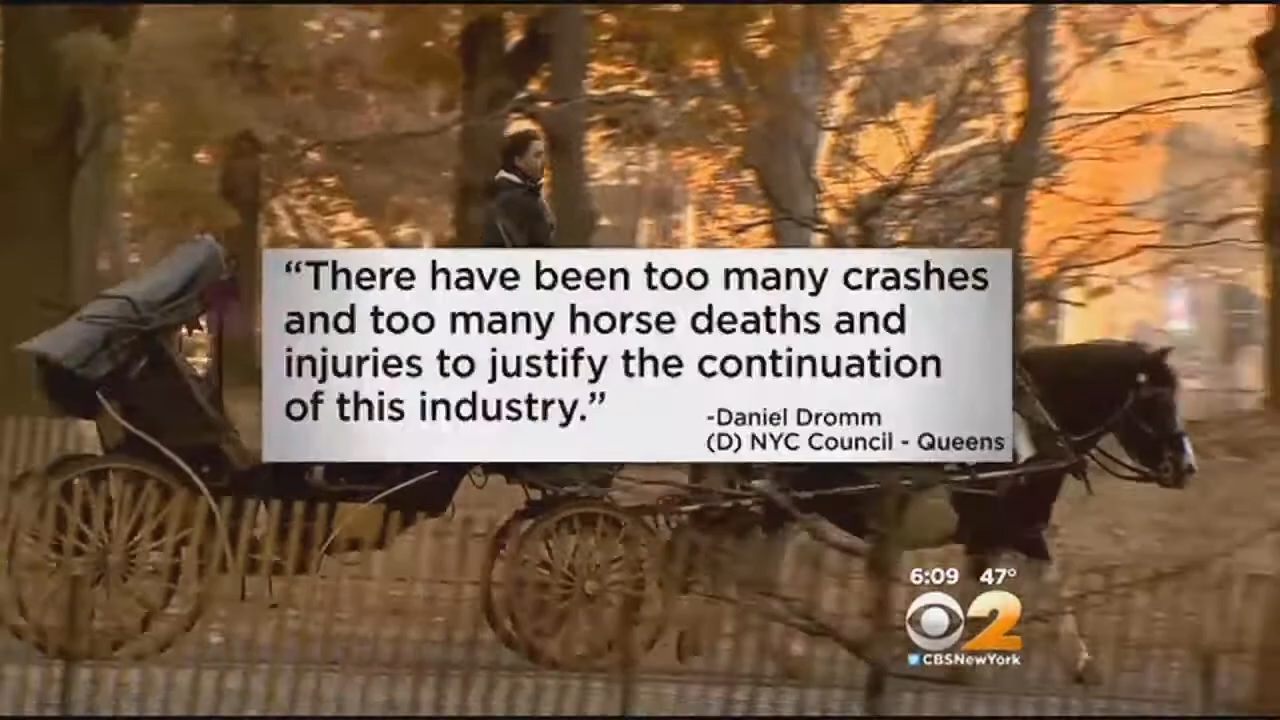 “There have been too many crashes
and too many horse deaths and
injuries to justify the continuation
of this industry.”
-Daniel Dromm
(D) NYC Council - Queens
6:09 47°
2
CBSNewYork